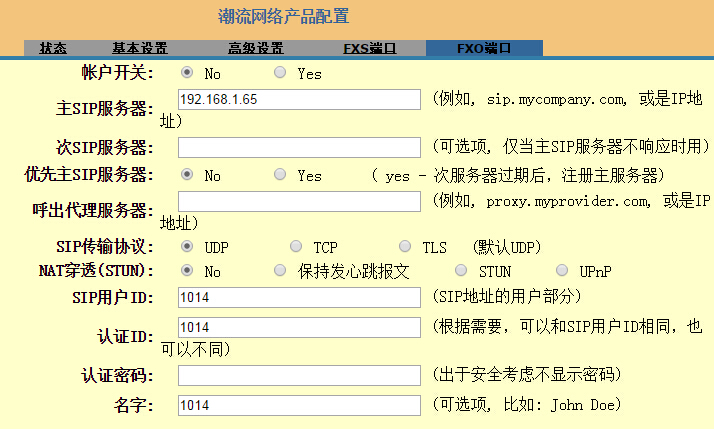 潮流网络产品配置
状态 基本设置 高级设置 FXS端口 FXO端口
帐户开关: No Yes
主SIP服务器: 192.168.1.65 (例如, sip.mycompany.com, 或是IP地
址)
次SIP服务器: (可选项, 仅当主SIP服务器不响应时用)
优先主SIP服务器: No Yes ( yes - 次服务器过期后, 注册主服务器)
呼出代理服务器: (例如, proxy.myprovider.com, 或是IP
地址)
SIP传输协议: UDP TCP TLS (默认UDP)
NAT穿透(STUN): No 保持发心跳报文 STUN UPnP
SIP用户ID: 1014 (SIP地址的用户部分)
认证ID: 1014 (根据需要, 可以和SIP用户ID相同, 也
可以不同)
认证密码: (出于安全考虑不显示密码)
名字: 1014 (可选项, 比如: John Doe)